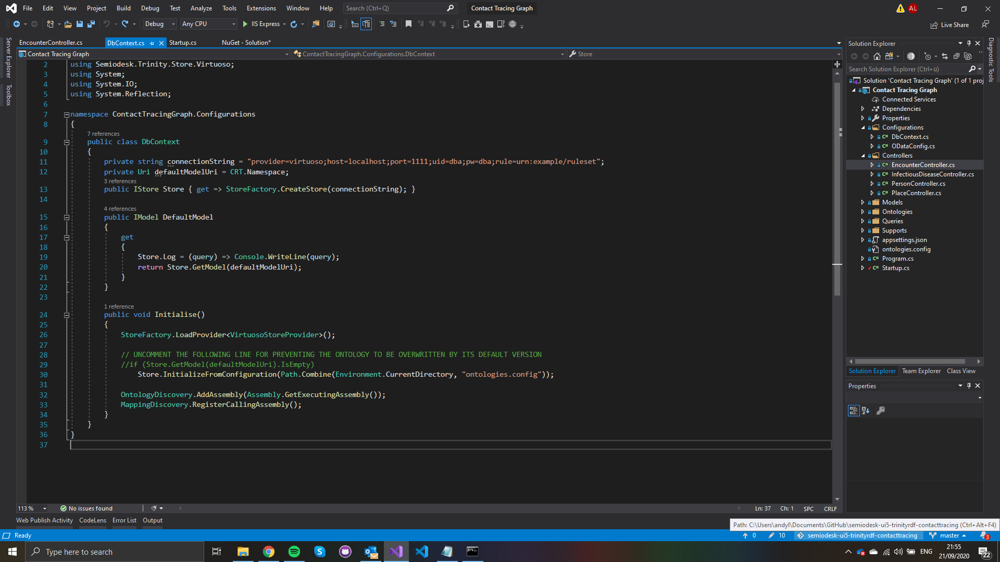 File Edit View Project Build Debug Test Analyze Tools Extensions Window Help Search (Ctrl+Q) Contact Tracing Graph AL
Debug Any CPU IIS Express Live Share
EncounterController.cs DbContext.cs Startup.cs NuGet - Solution*
Contact Tracing Graph ContactTracingGraph.Configurations.DbContext Store
Server Explorer
Toolbox
2 using Semiodesk.Trinity.Store.Virtuoso;
3 using System;
4 using System.IO;
5 using System.Reflection;
6
7 namespace ContactTracingGraph.Configurations
8 {
7 references
9 public class DbContext
10 {
11 private string connectionString = "provider=virtuoso;host=localhost;port=1111;uid=dba;pw=dba;rule=urn:example/ruleset";
12 private Uri defaultModelUri = CRT.Namespace;
3 references
13 public IStore Store { get => StoreFactory.CreateStore(connectionString); }
14
4 references
15 public IModel DefaultModel
16 {
17 get
18 {
19 Store.Log = (query) => Console.WriteLine(query);
20 return Store.GetModel(defaultModelUri);
21 }
22 }
23
1 reference
24 public void Initialise()
25 {
26 StoreFactory.LoadProvider<VirtuosoStoreProvider>();
27
28 // UNCOMMENT THE FOLLOWING LINE FOR PREVENTING THE ONTOLOGY TO BE OVERWRITTEN BY ITS DEFAULT VERSION
29 //if (Store.GetModel(defaultModelUri).IsEmpty)
30 Store.InitializeFromConfiguration(Path.Combine(Environment.CurrentDirectory, "ontologies.config"));
31
32 OntologyDiscovery.AddAssembly(Assembly.GetExecutingAssembly());
33 MappingDiscovery.RegisterCallingAssembly();
34 }
35 }
36 }
37
113 % No issues found Ln: 37 Ch: 1 SPC CRLF
Web Publish Activity CodeLens Error List Output
Solution Explorer
Search Solution Explorer (Ctrl+ü)
Solution 'Contact Tracing Graph' (1 of 1 proj
Contact Tracing Graph
Connected Services
Dependencies
Properties
Configurations
C# DbContext.cs
C# ODataConfig.cs
Controllers
C# EncounterController.cs
C# InfectiousDiseaseController.cs
C# PersonController.cs
C# PlaceController.cs
Models
Ontologies
Queries
Supports
appsettings.json
ontologies.config
C# Program.cs
C# Startup.cs
Solution Explorer Team Explorer Class View
Properties
Diagnostic Tools
Path: C:\Users\andyl\Documents\GitHub\semiodesk-ui5-trinityrdf-contacttracing (Ctrl+Alt+F4)
Ready 0 10 semiodesk-ui5-trinityrdf-contacttracing master 3
Type here to search ENG 21:55
21/09/2020 22